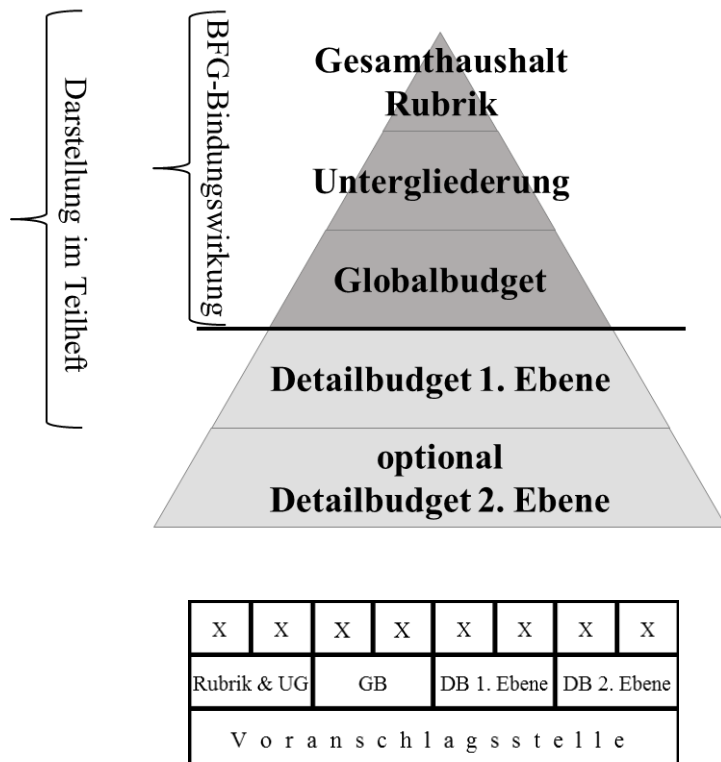 Darstellung im Teilheft
BFG-Bindungswirkung
Gesamthaushalt
Rubrik
Untergliederung
Globalbudget
Detailbudget 1. Ebene
optional
Detailbudget 2. Ebene
X X X X X X X X
Rubrik & UG GB DB 1. Ebene DB 2. Ebene
Voranschlagsstelle